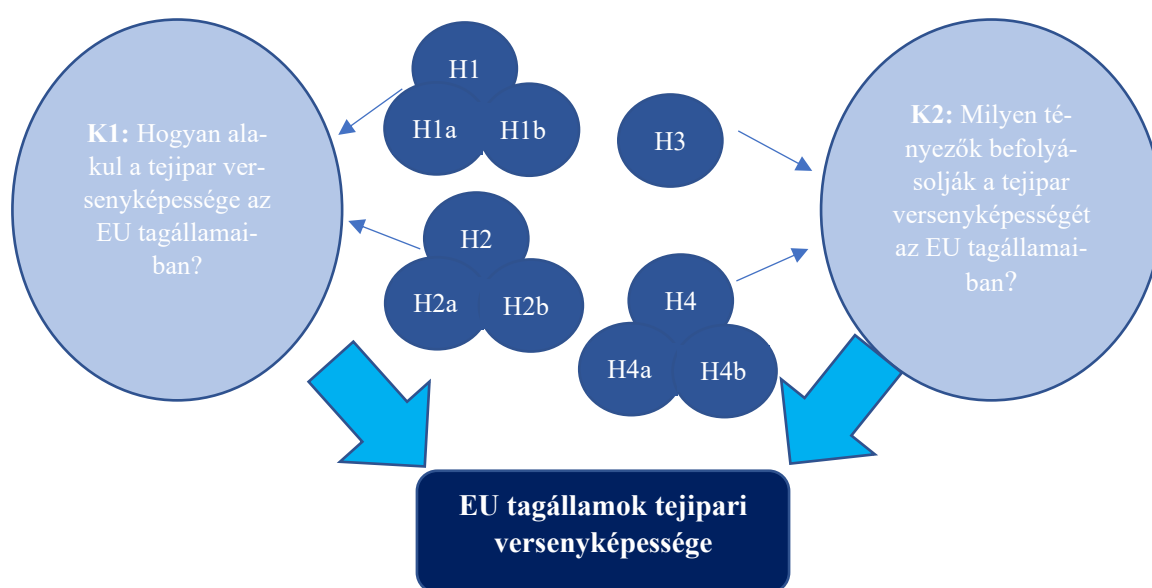 K1: Hogyan ala-
kul a tejipar ver-
senyképessége az
EU tagállamai-
ban?
H1
H1a
H1b
H2
H2a
H2b
H3
H4
H4a
H4b
K2: Milyen té-
nyezők befolyá-
solják a tejipar
versenyképességét
az EU tagállamai-
ban?
EU tagállamok tejipari
versenyképessége